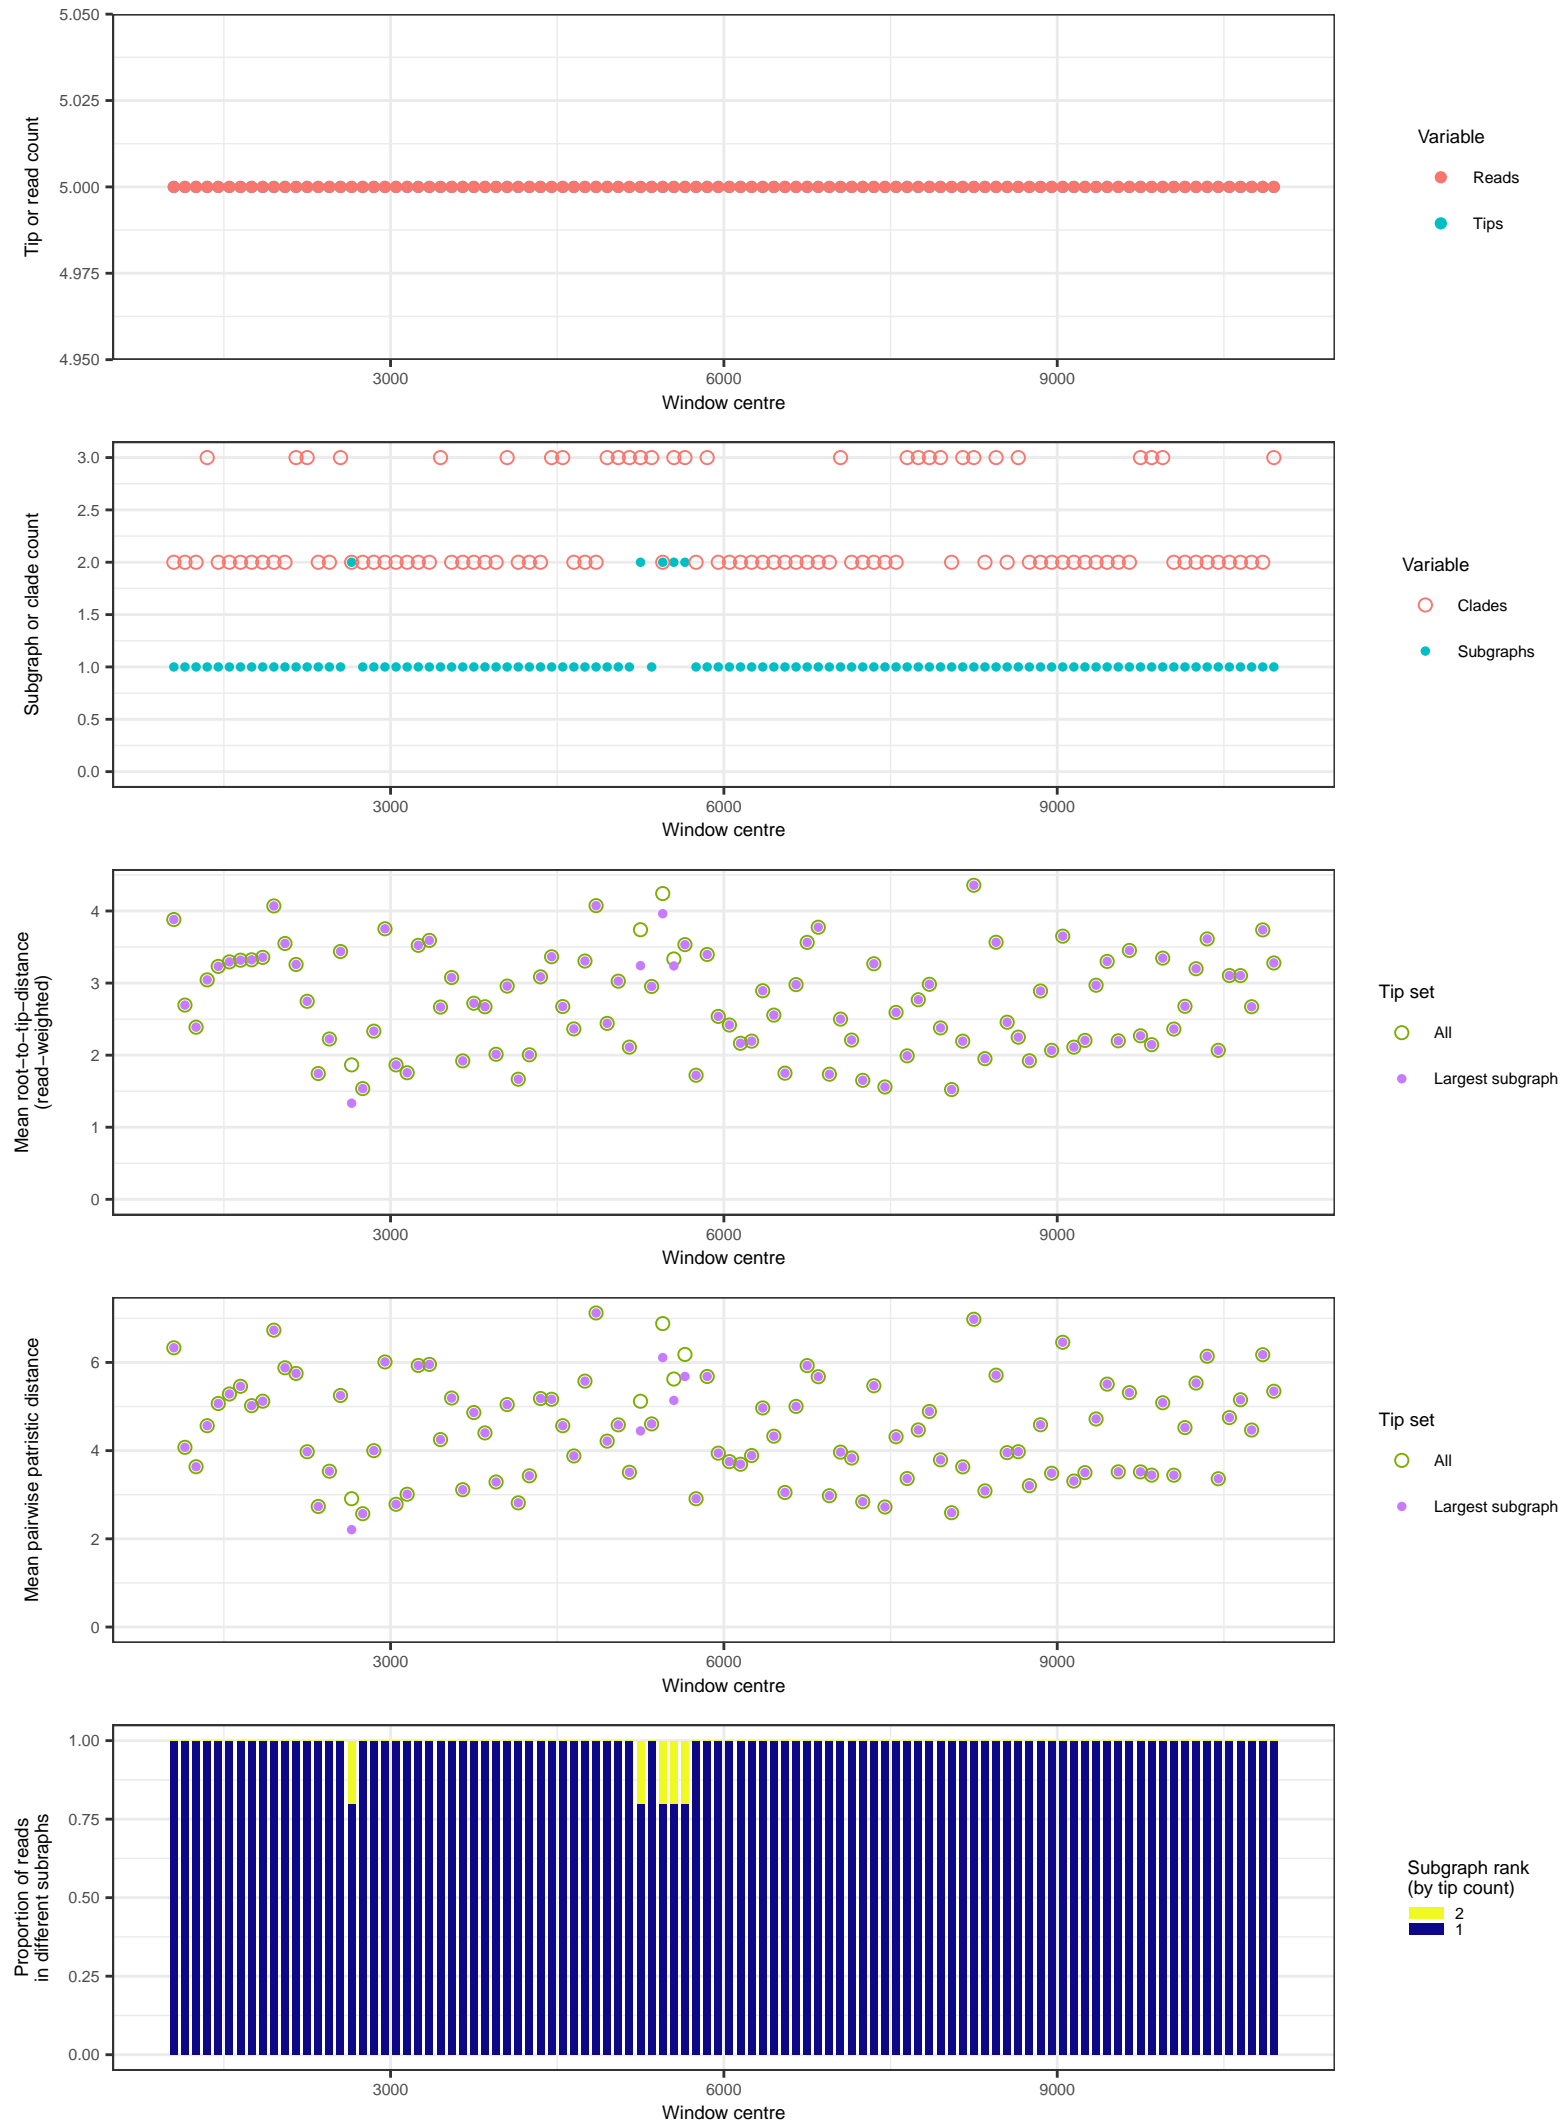 5.050
5.025
5.000
4.975
4.950
Tip or read count
3000 6000 9000
Window centre
Variable
Reads
Tips
3.0
2.5
2.0
1.5
1.0
0.5
0.0
Subgraph or clade count
3000 6000 9000
Window centre
Variable
Clades
Subgraphs
4
3
2
1
0
Mean root−to−tip−distance
(read−weighted)
3000 6000 9000
Window centre
Tip set
All
Largest subgraph
6
4
2
0
Mean pairwise patristic distance
3000 6000 9000
Window centre
Tip set
All
Largest subgraph
1.00
0.75
0.50
0.25
0.00
Proportion of reads
in different subraphs
3000 6000 9000
Window centre
Subgraph rank
(by tip count)
2
1